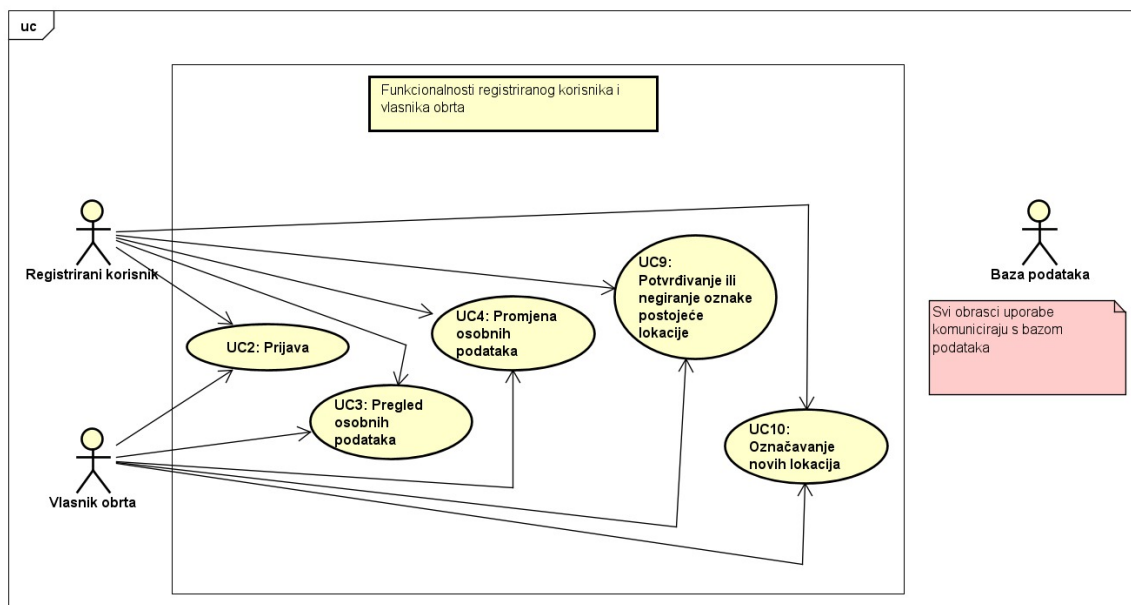 uc
Funkcionalnosti registriranog korisnika i
vlasnika obrta
Registrirani korisnik
UC9:
Potvrđivanje ili
negiranje oznake
postojeće
lokacije
Baza podataka
Svi obrasci uporabe
komuniciraju s bazom
podataka
UC4: Promjena
osobnih
podataka
UC2: Prijava
UC3: Pregled
osobnih
podataka
UC10:
Označavanje
novih lokacija
Vlasnik obrta